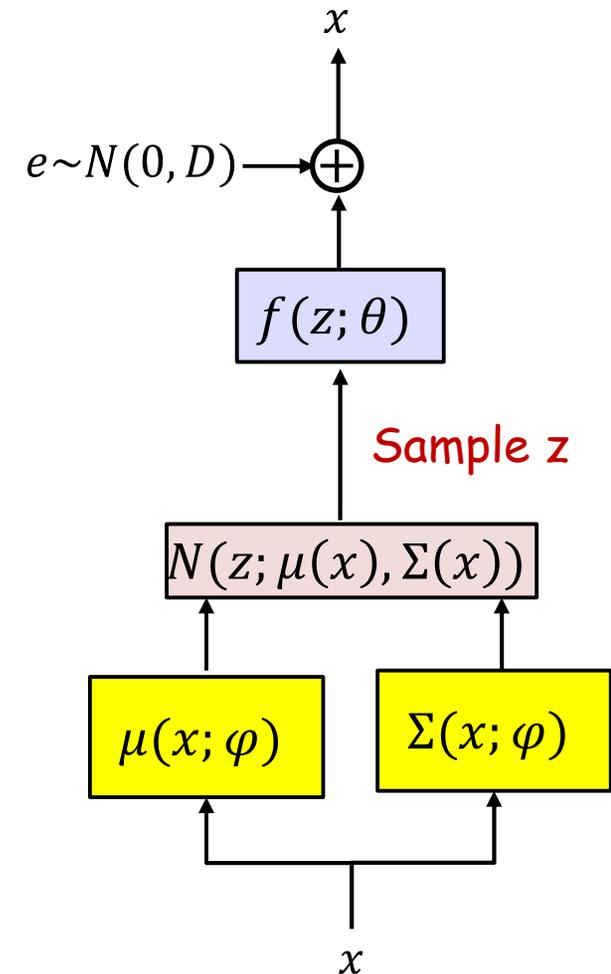 x
e~N(0, D)
+
f(z; θ)
Sample z
N(z; μ(x), Σ(x))
μ(x; φ)
Σ(x; φ)
x